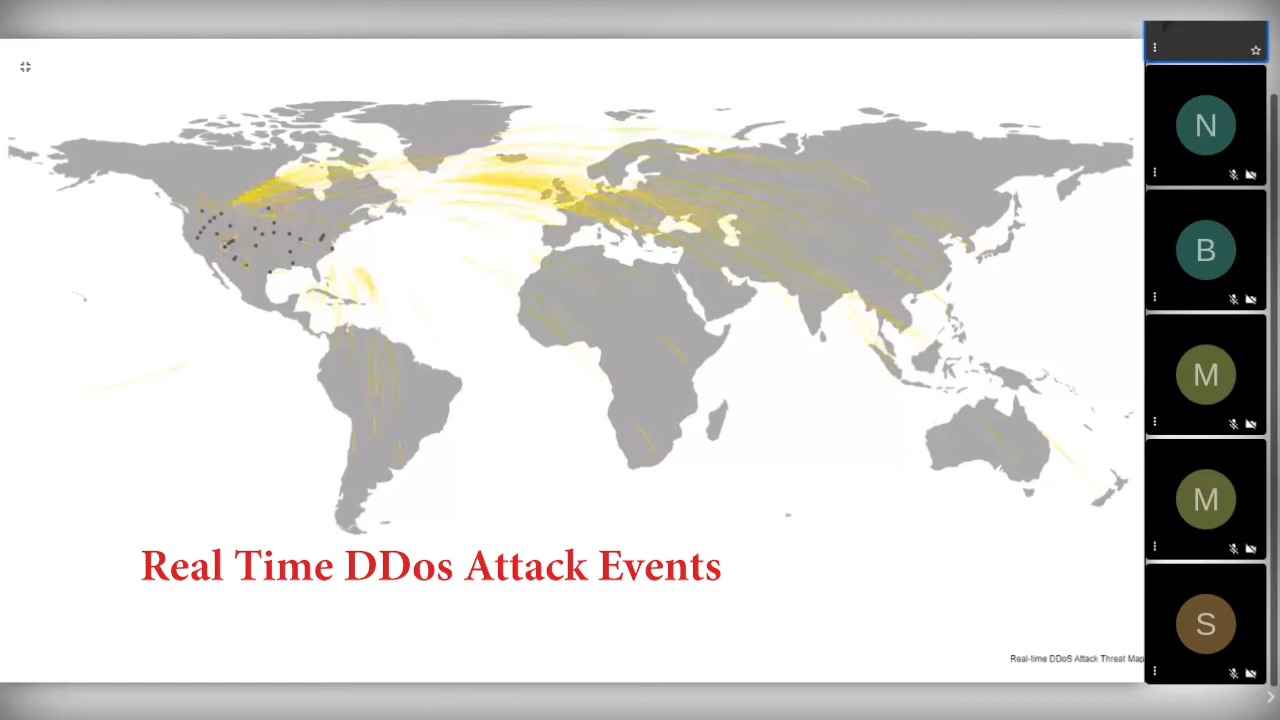 N
B
M
M
S
Real Time DDos Attack Events
Real-time DDoS Attack Threat Map